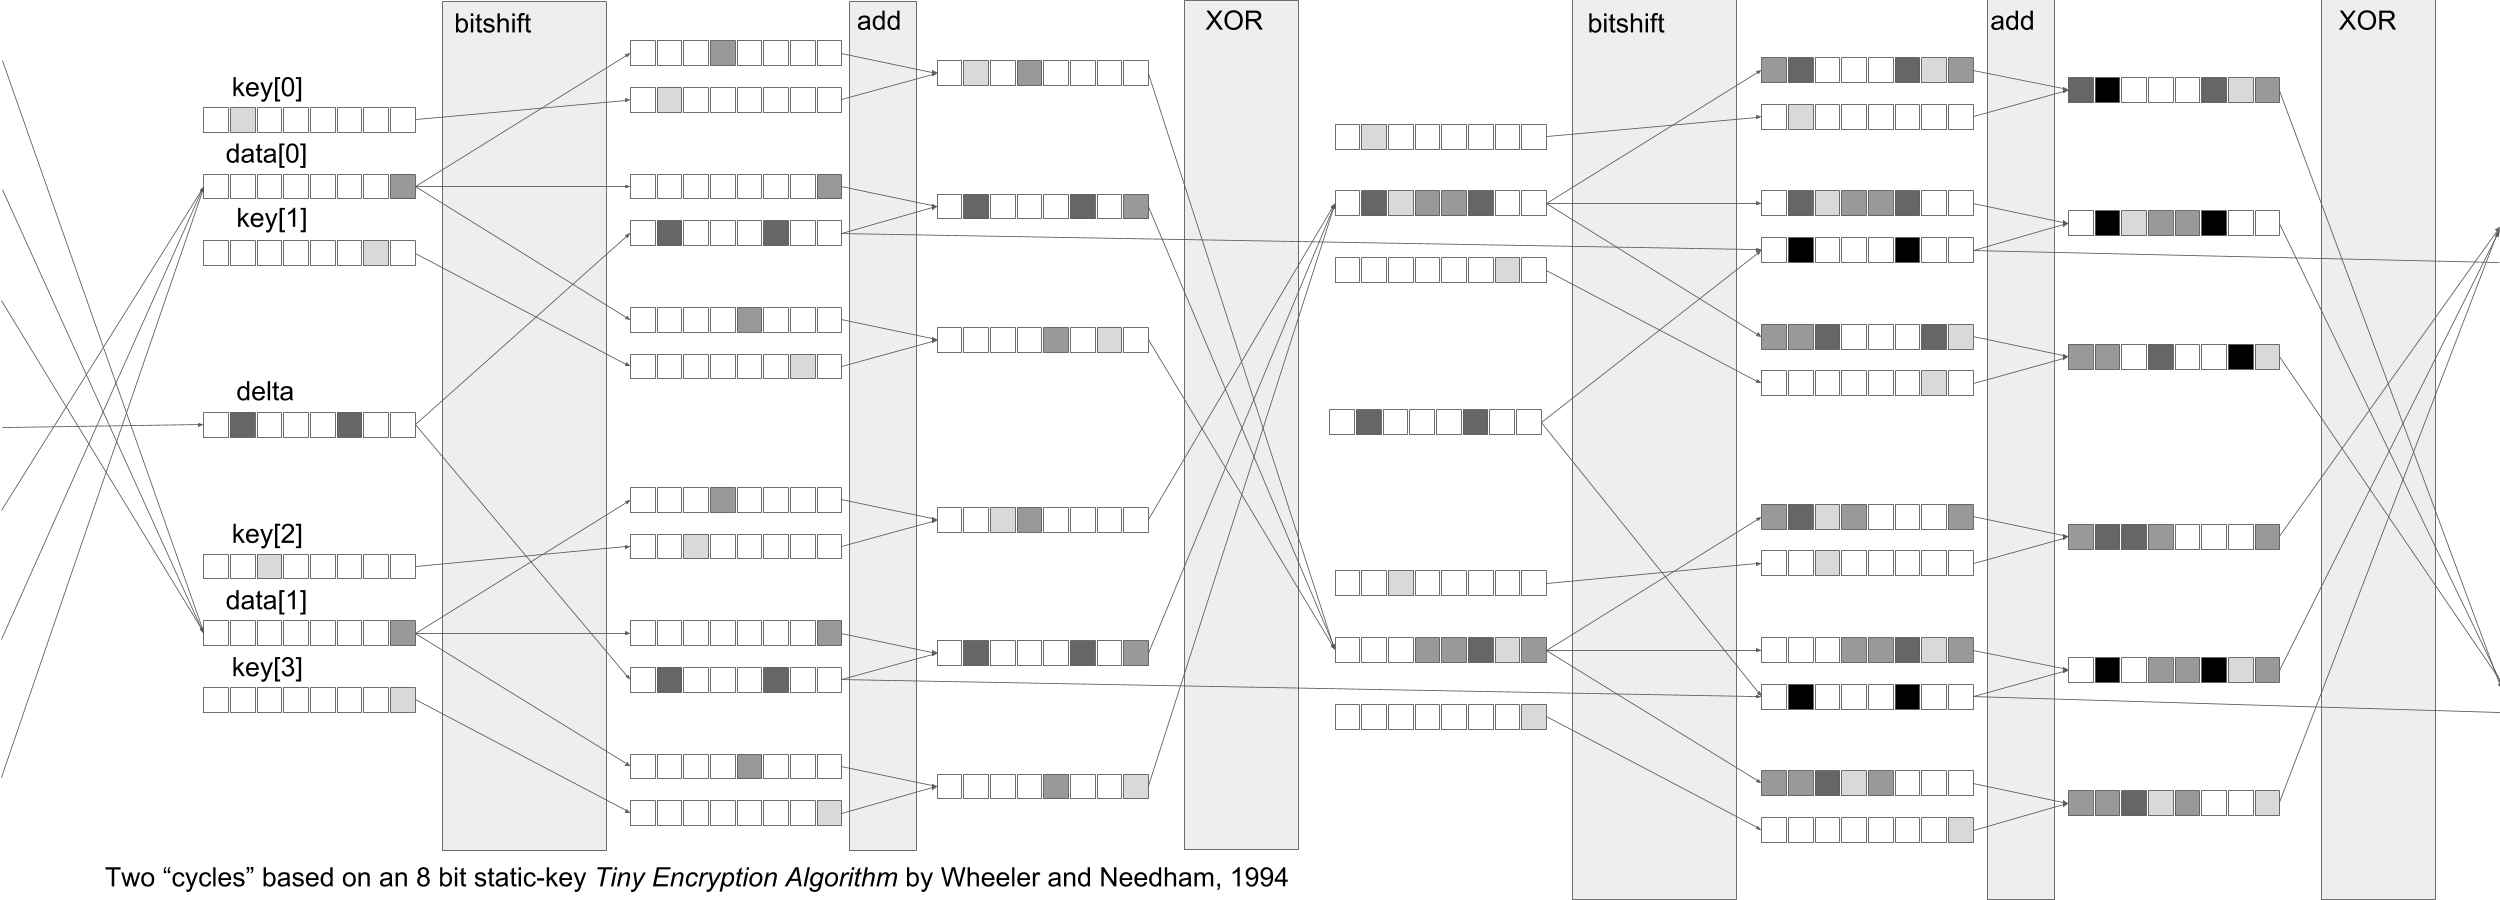 bitshift
add
XOR
bitshift
add
XOR
key[0]
data[0]
key[1]
delta
key[2]
data[1]
key[3]
Two “cycles” based on an 8 bit static-key Tiny Encryption Algorithm by Wheeler and Needham, 1994